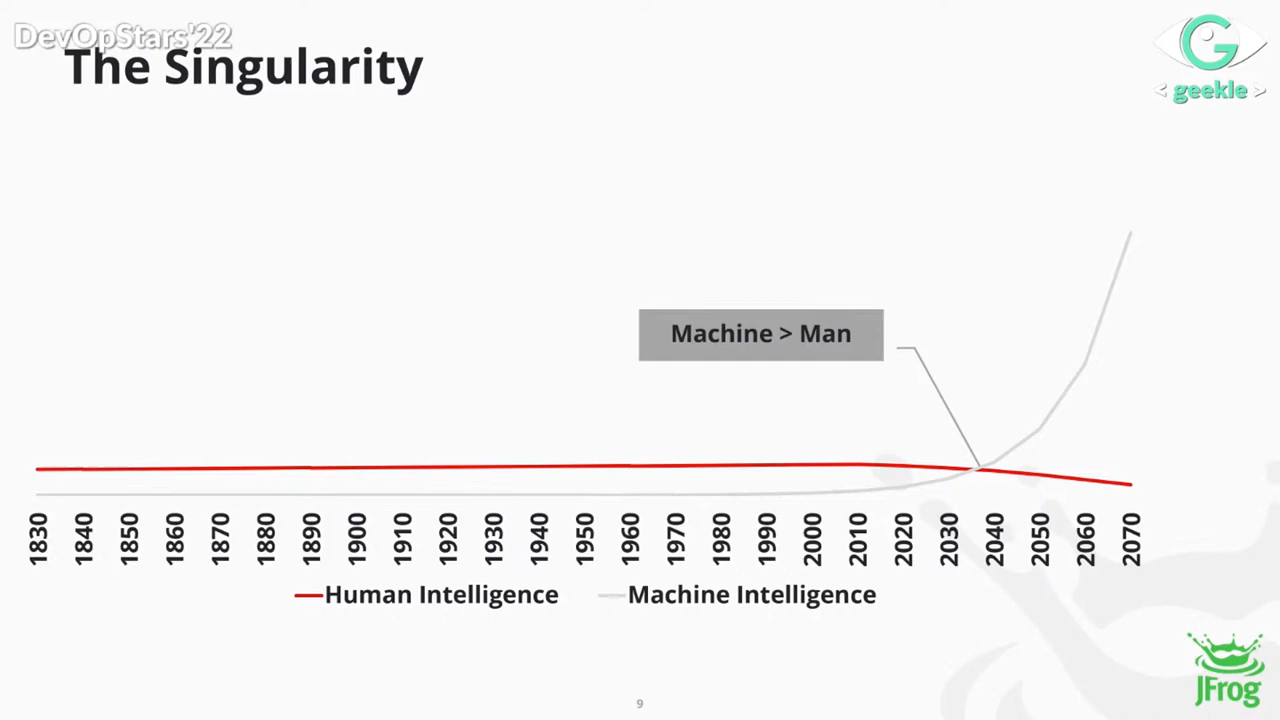 DevOpStars'22
The Singularity
G
< geekle >
Machine > Man
1830 1840 1850 1860 1870 1880 1890 1900 1910 1920 1930 1940 1950 1960 1970 1980 1990 2000 2010 2020 2030 2040 2050 2060 2070
Human Intelligence Machine Intelligence
JFrog
9